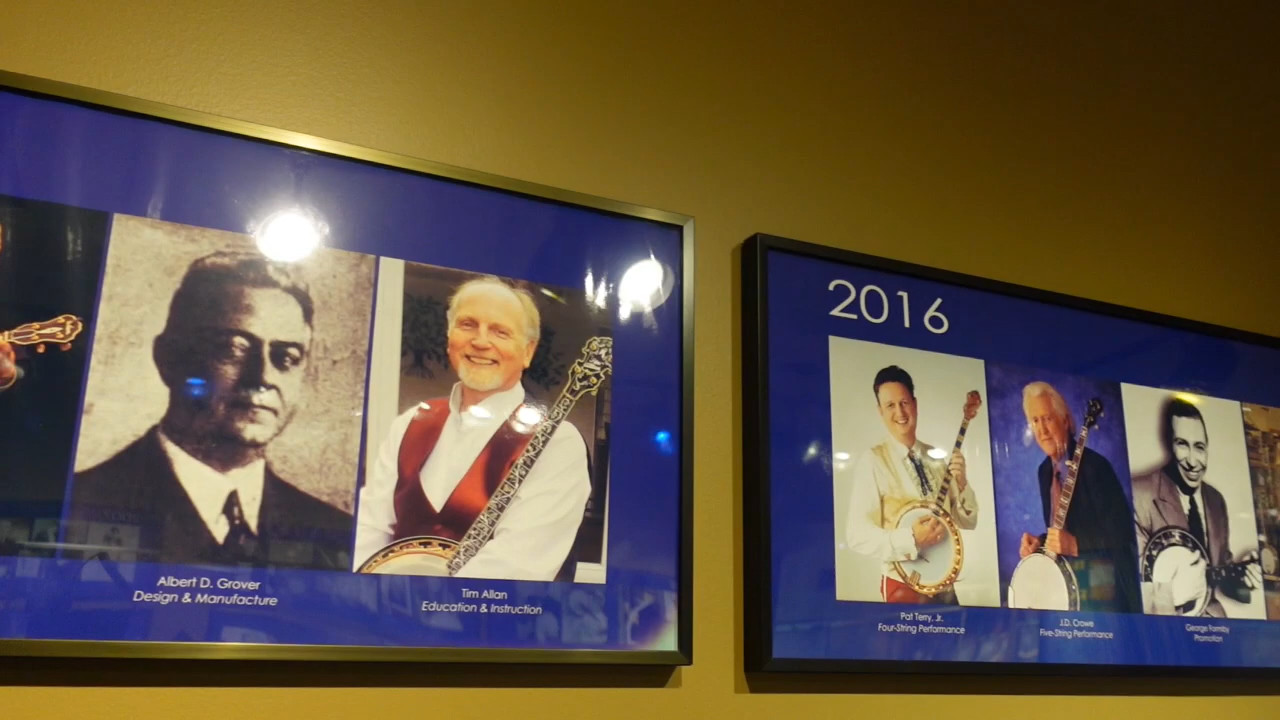 Albert D. Grover
Design & Manufacture
Tim Allan
Education & Instruction
2016
Pat Terry, Jr.
Four-String Performance
J.D. Crowe
Five-String Performance
George Formby
Promotion